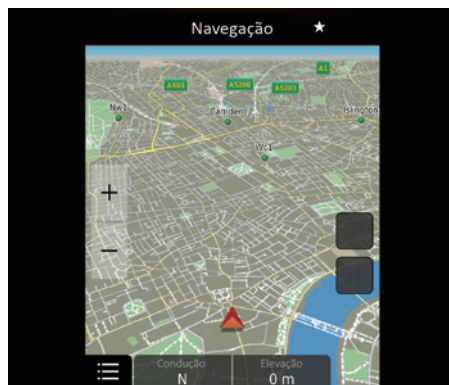 Navegação
A1
A503
A5200
A5203
Nw1
Camden
Islington
Wc1
+
−
Condução
Elevação
N
0 m